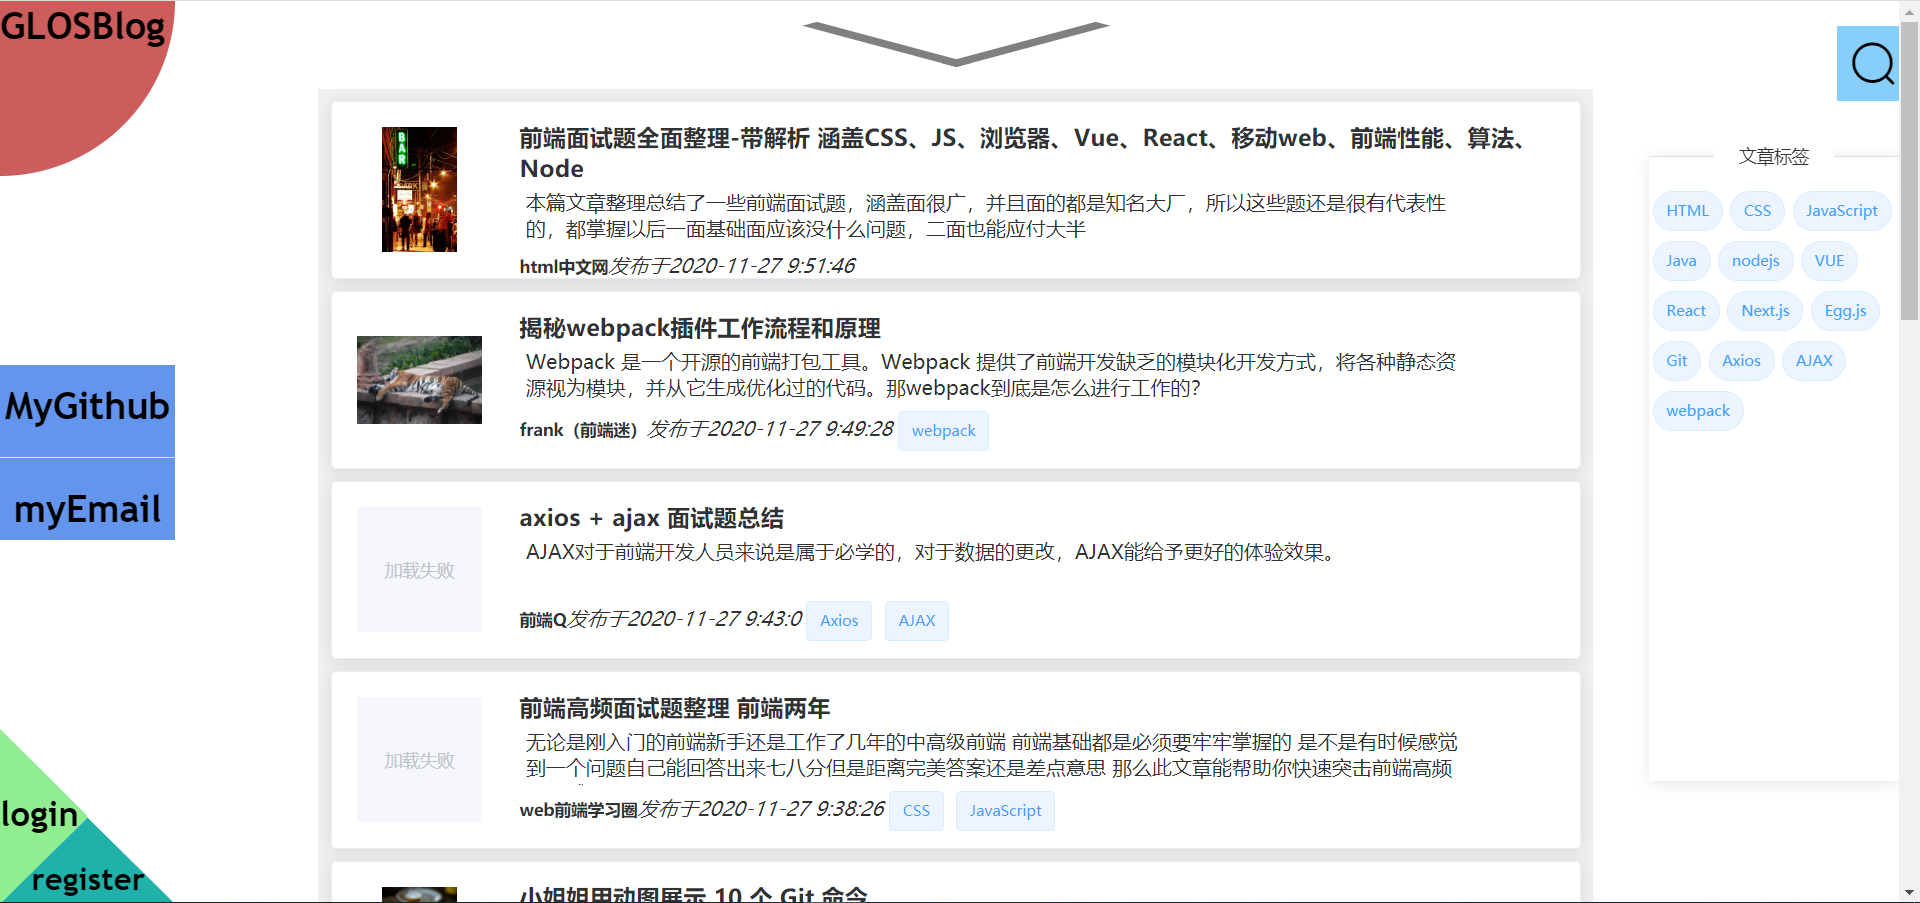 GLOSBlog
MyGithub
myEmail
login
register
BAR
前端面试题全面整理-带解析 涵盖CSS、JS、浏览器、Vue、React、移动web、前端性能、算法、
Node
本篇文章整理总结了一些前端面试题，涵盖面很广，并且面的都是知名大厂，所以这些题还是很有代表性
的，都掌握以后一面基础面应该没什么问题，二面也能应付大半
html中文网发布于2020-11-27 9:51:46
揭秘webpack插件工作流程和原理
Webpack 是一个开源的前端打包工具。Webpack 提供了前端开发缺乏的模块化开发方式，将各种静态资
源视为模块，并从它生成优化过的代码。那webpack到底是怎么进行工作的?
frank（前端迷）发布于2020-11-27 9:49:28 webpack
加载失败
axios + ajax 面试题总结
AJAX对于前端开发人员来说是属于必学的，对于数据的更改，AJAX能给予更好的体验效果。
前端Q发布于2020-11-27 9:43:0 Axios AJAX
加载失败
前端高频面试题整理 前端两年
无论是刚入门的前端新手还是工作了几年的中高级前端 前端基础都是必须要牢牢掌握的 是不是有时候感觉
到一个问题自己能回答出来七八分但是距离完美答案还是差点意思 那么此文章能帮助你快速突击前端高频
web前端学习圈发布于2020-11-27 9:38:26 CSS JavaScript
小姐姐用动图展示 10 个 Git 命令
文章标签
HTML CSS JavaScript
Java nodejs VUE
React Next.js Egg.js
Git Axios AJAX
webpack